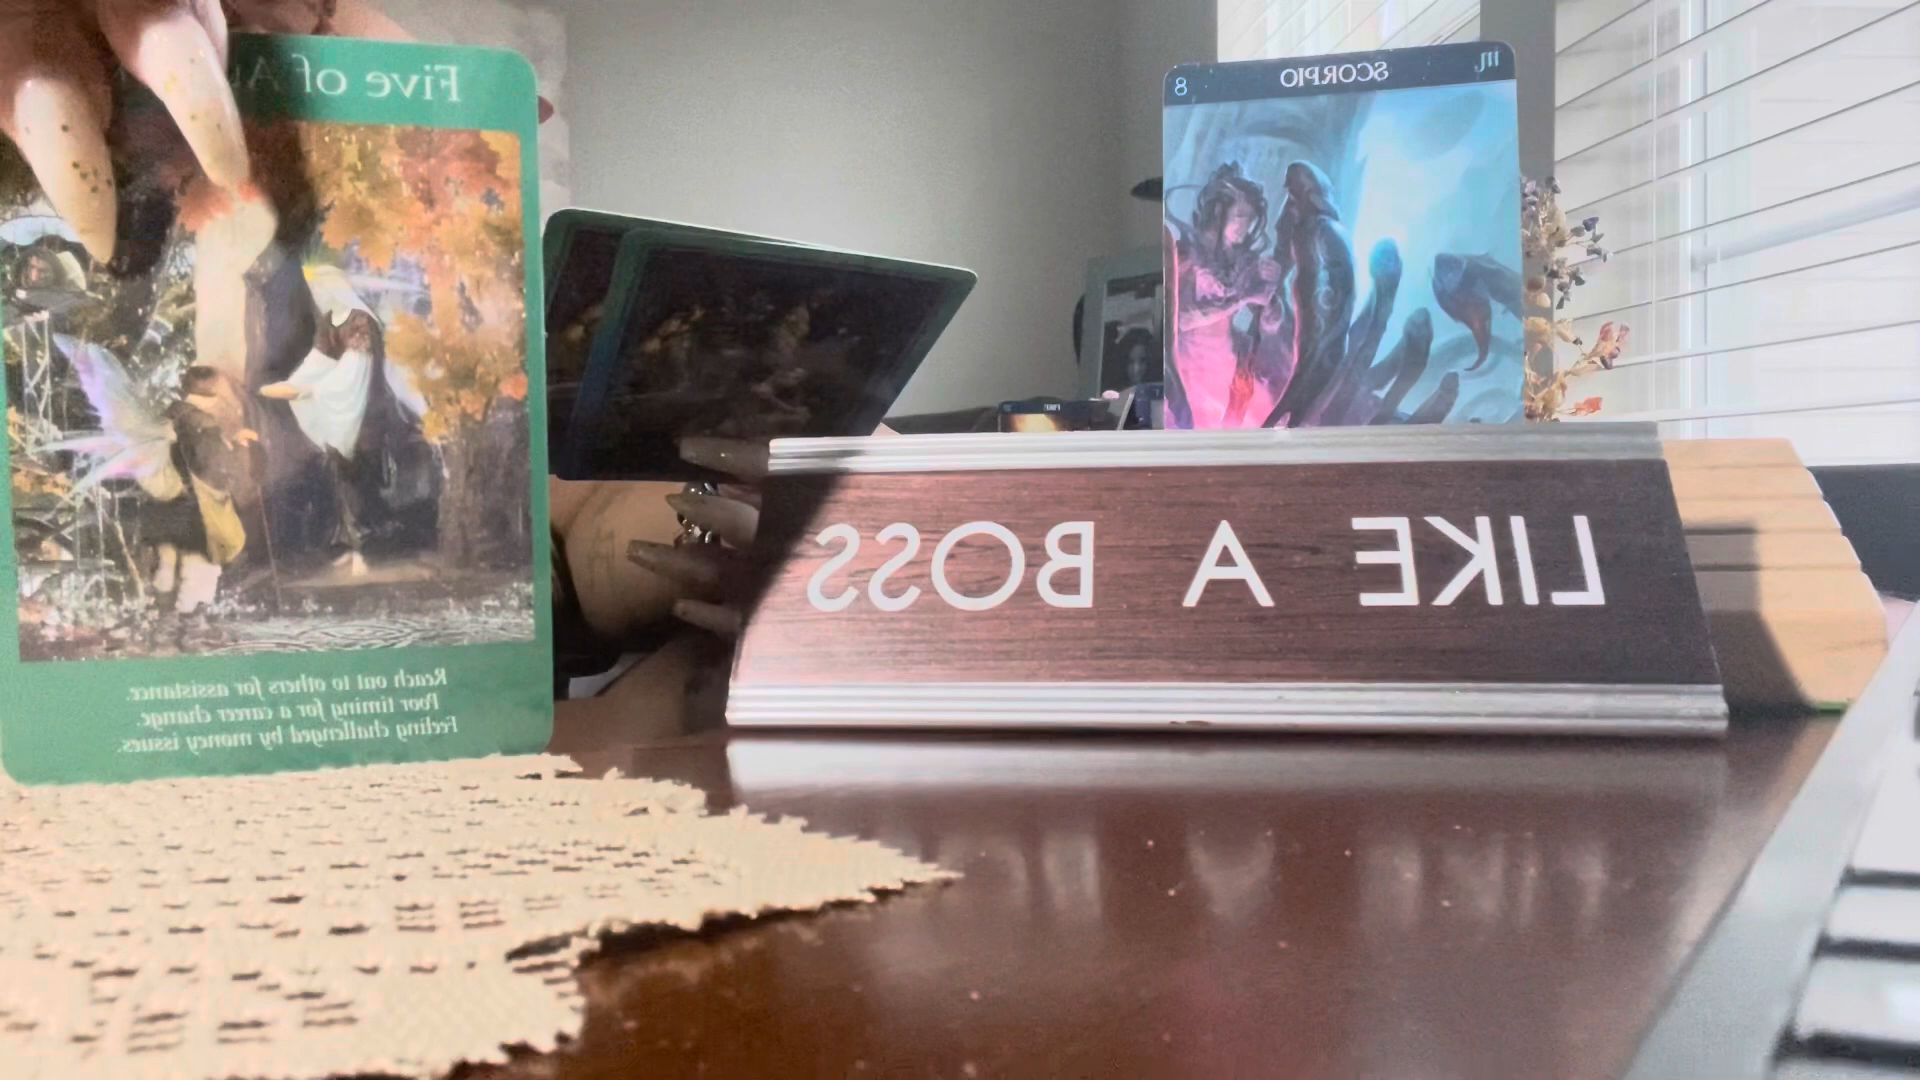 Five of Au
Reach out to others for assistance.
Poor timing for a career change.
Feeling challenged by money issues.
♏ SCORPIO 8
LIKE A BOSS